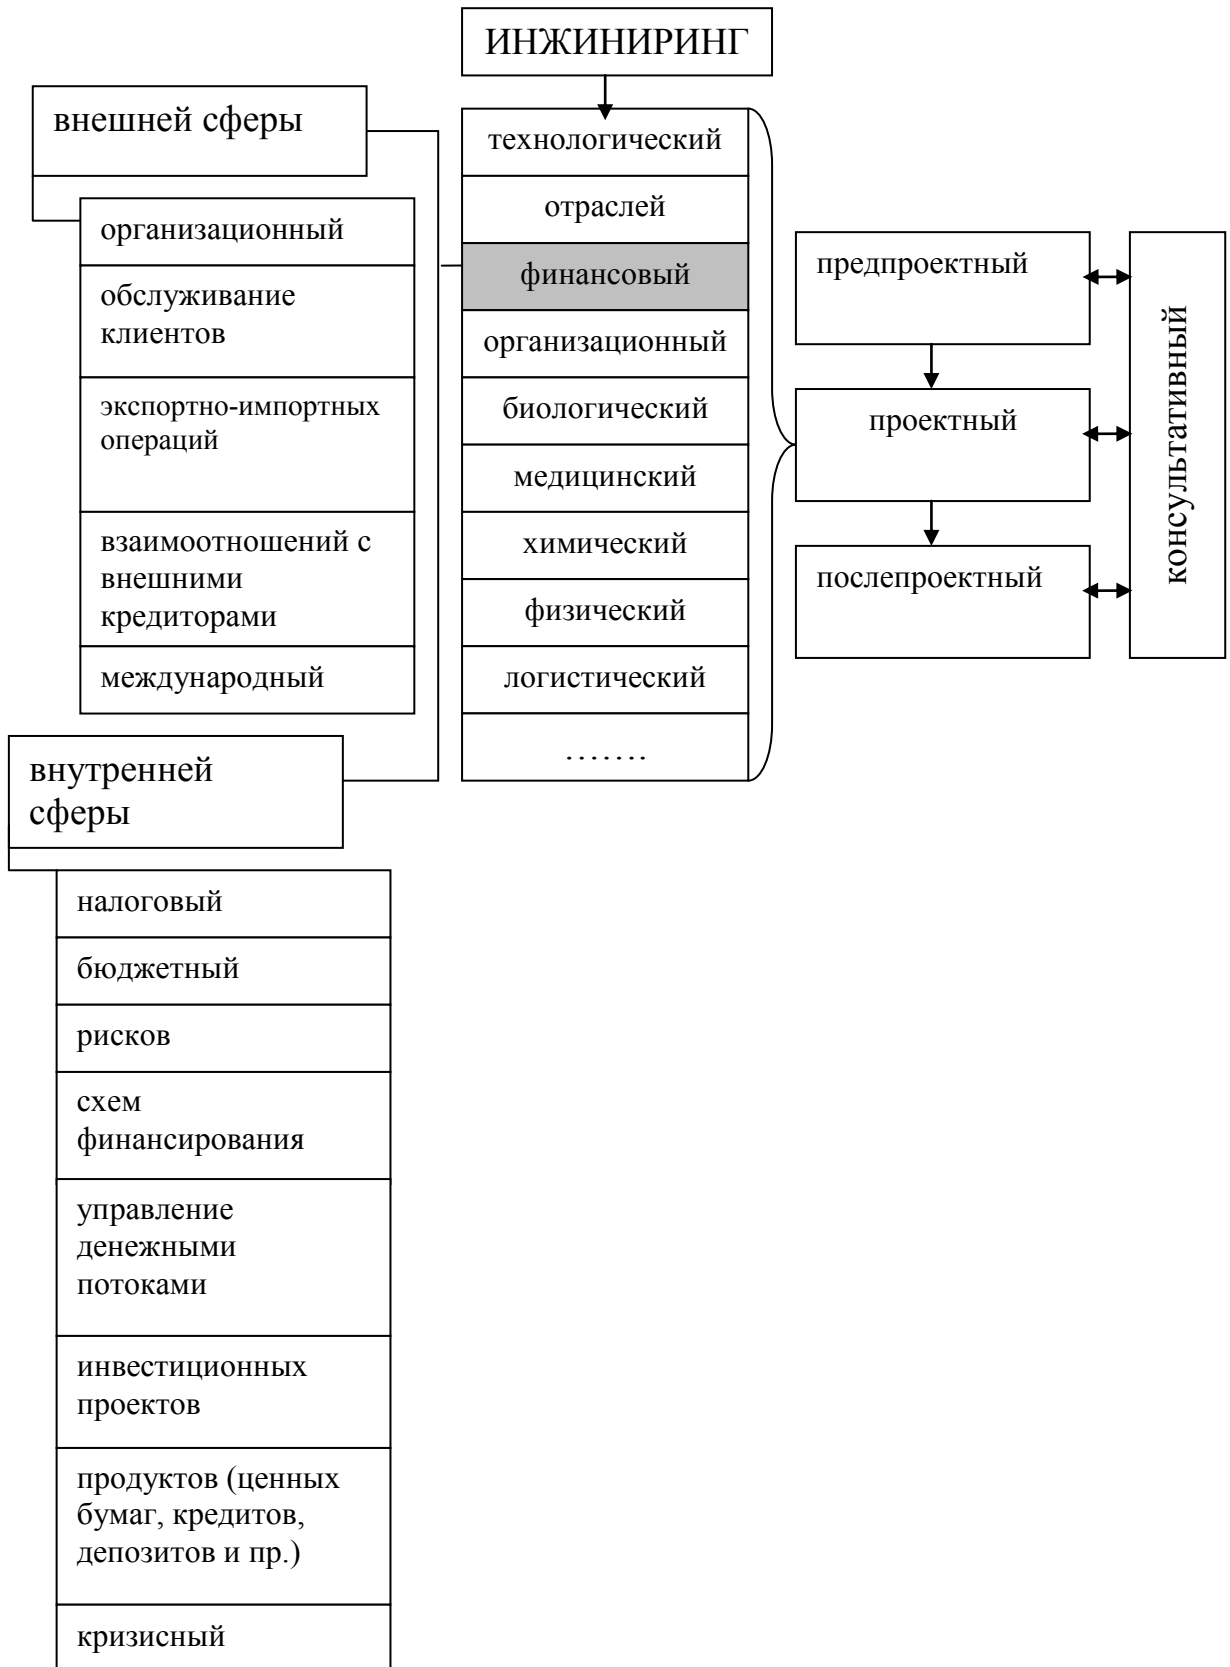 ИНЖИНИРИНГ
внешней сферы
организационный
обслуживание
клиентов
экспортно-импортных
операций
взаимоотношений с
внешними
кредиторами
международный
внутренней
сферы
налоговый
бюджетный
рисков
схем
финансирования
управление
денежными
потоками
инвестиционных
проектов
продуктов (ценных
бумаг, кредитов,
депозитов и пр.)
кризисный
технологический
отраслей
финансовый
организационный
биологический
медицинский
химический
физический
логистический
.......
предпроектный
проектный
послепроектный
консультативный